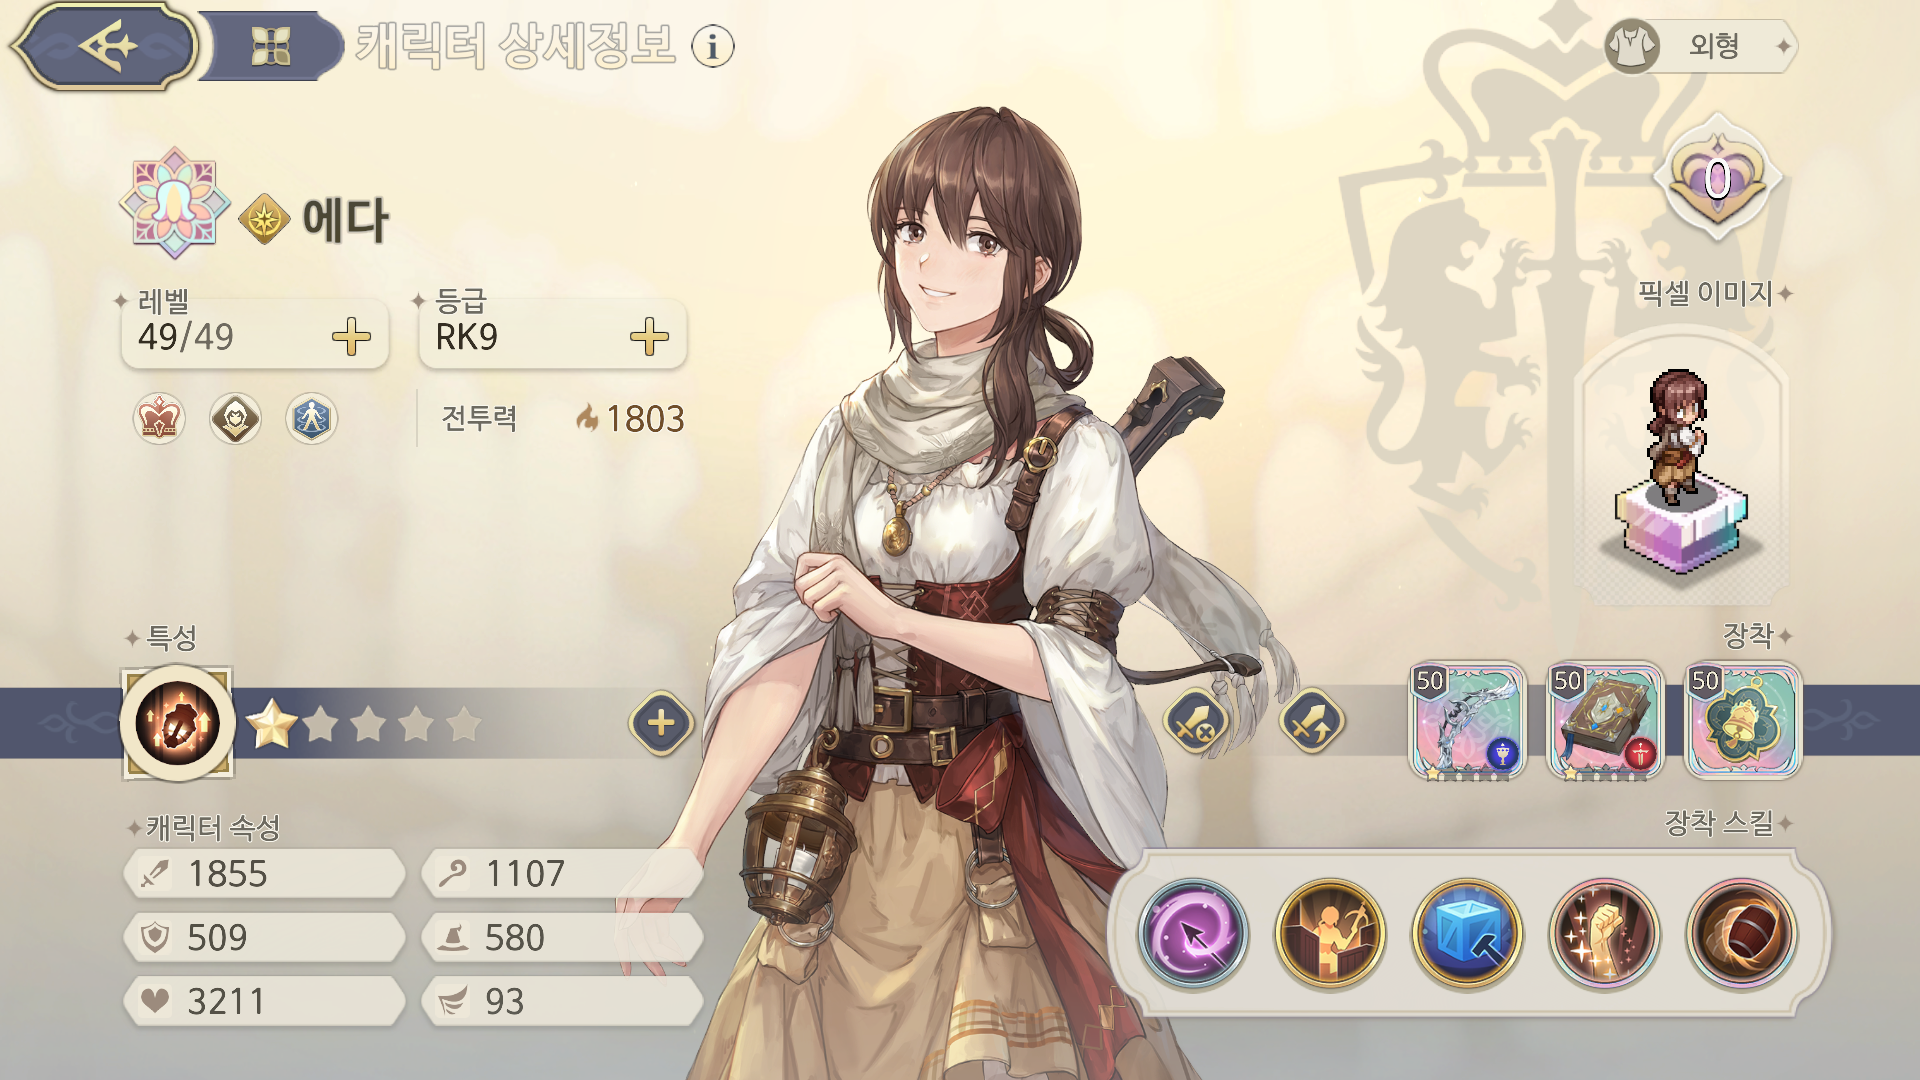 캐릭터 상세정보
외형
0
에다
레벨
49/49
등급
RK9
전투력
1803
픽셀 이미지
특성
장착
50
50
50
캐릭터 속성
1855
1107
509
580
3211
93
장착 스킬